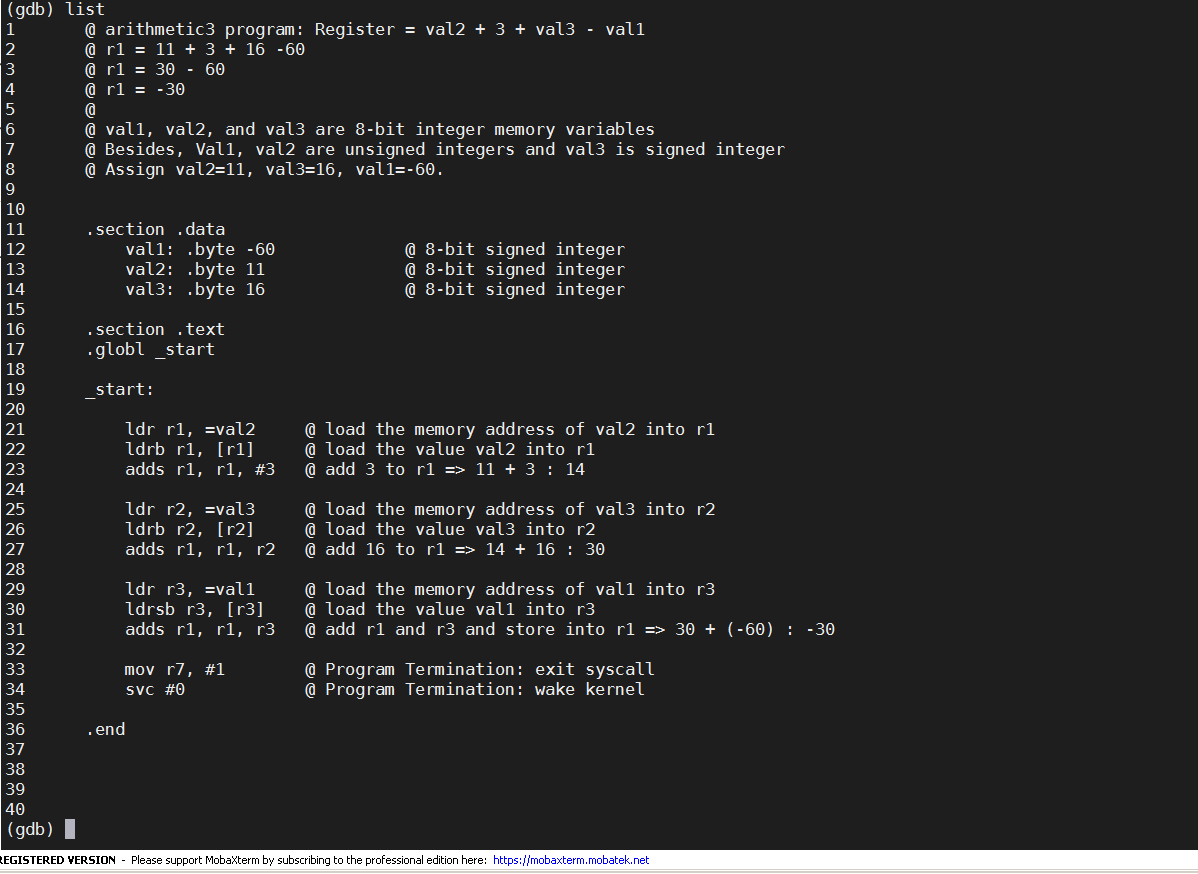 (gdb) list
1 @ arithmetic3 program: Register = val2 + 3 + val3 - val1
2 @ r1 = 11 + 3 + 16 -60
3 @ r1 = 30 - 60
4 @ r1 = -30
5 @
6 @ val1, val2, and val3 are 8-bit integer memory variables
7 @ Besides, Val1, val2 are unsigned integers and val3 is signed integer
8 @ Assign val2=11, val3=16, val1=-60.
9
10
11 .section .data
12 val1: .byte -60 @ 8-bit signed integer
13 val2: .byte 11 @ 8-bit signed integer
14 val3: .byte 16 @ 8-bit signed integer
15
16 .section .text
17 .globl _start
18
19 _start:
20
21 ldr r1, =val2 @ load the memory address of val2 into r1
22 ldrb r1, [r1] @ load the value val2 into r1
23 adds r1, r1, #3 @ add 3 to r1 => 11 + 3 : 14
24
25 ldr r2, =val3 @ load the memory address of val3 into r2
26 ldrb r2, [r2] @ load the value val3 into r2
27 adds r1, r1, r2 @ add 16 to r1 => 14 + 16 : 30
28
29 ldr r3, =val1 @ load the memory address of val1 into r3
30 ldrsb r3, [r3] @ load the value val1 into r3
31 adds r1, r1, r3 @ add r1 and r3 and store into r1 => 30 + (-60) : -30
32
33 mov r7, #1 @ Program Termination: exit syscall
34 svc #0 @ Program Termination: wake kernel
35
36 .end
37
38
39
40
(gdb)
REGISTERED VERSION - Please support MobaXterm by subscribing to the professional edition here: https://mobaxterm.mobatek.net